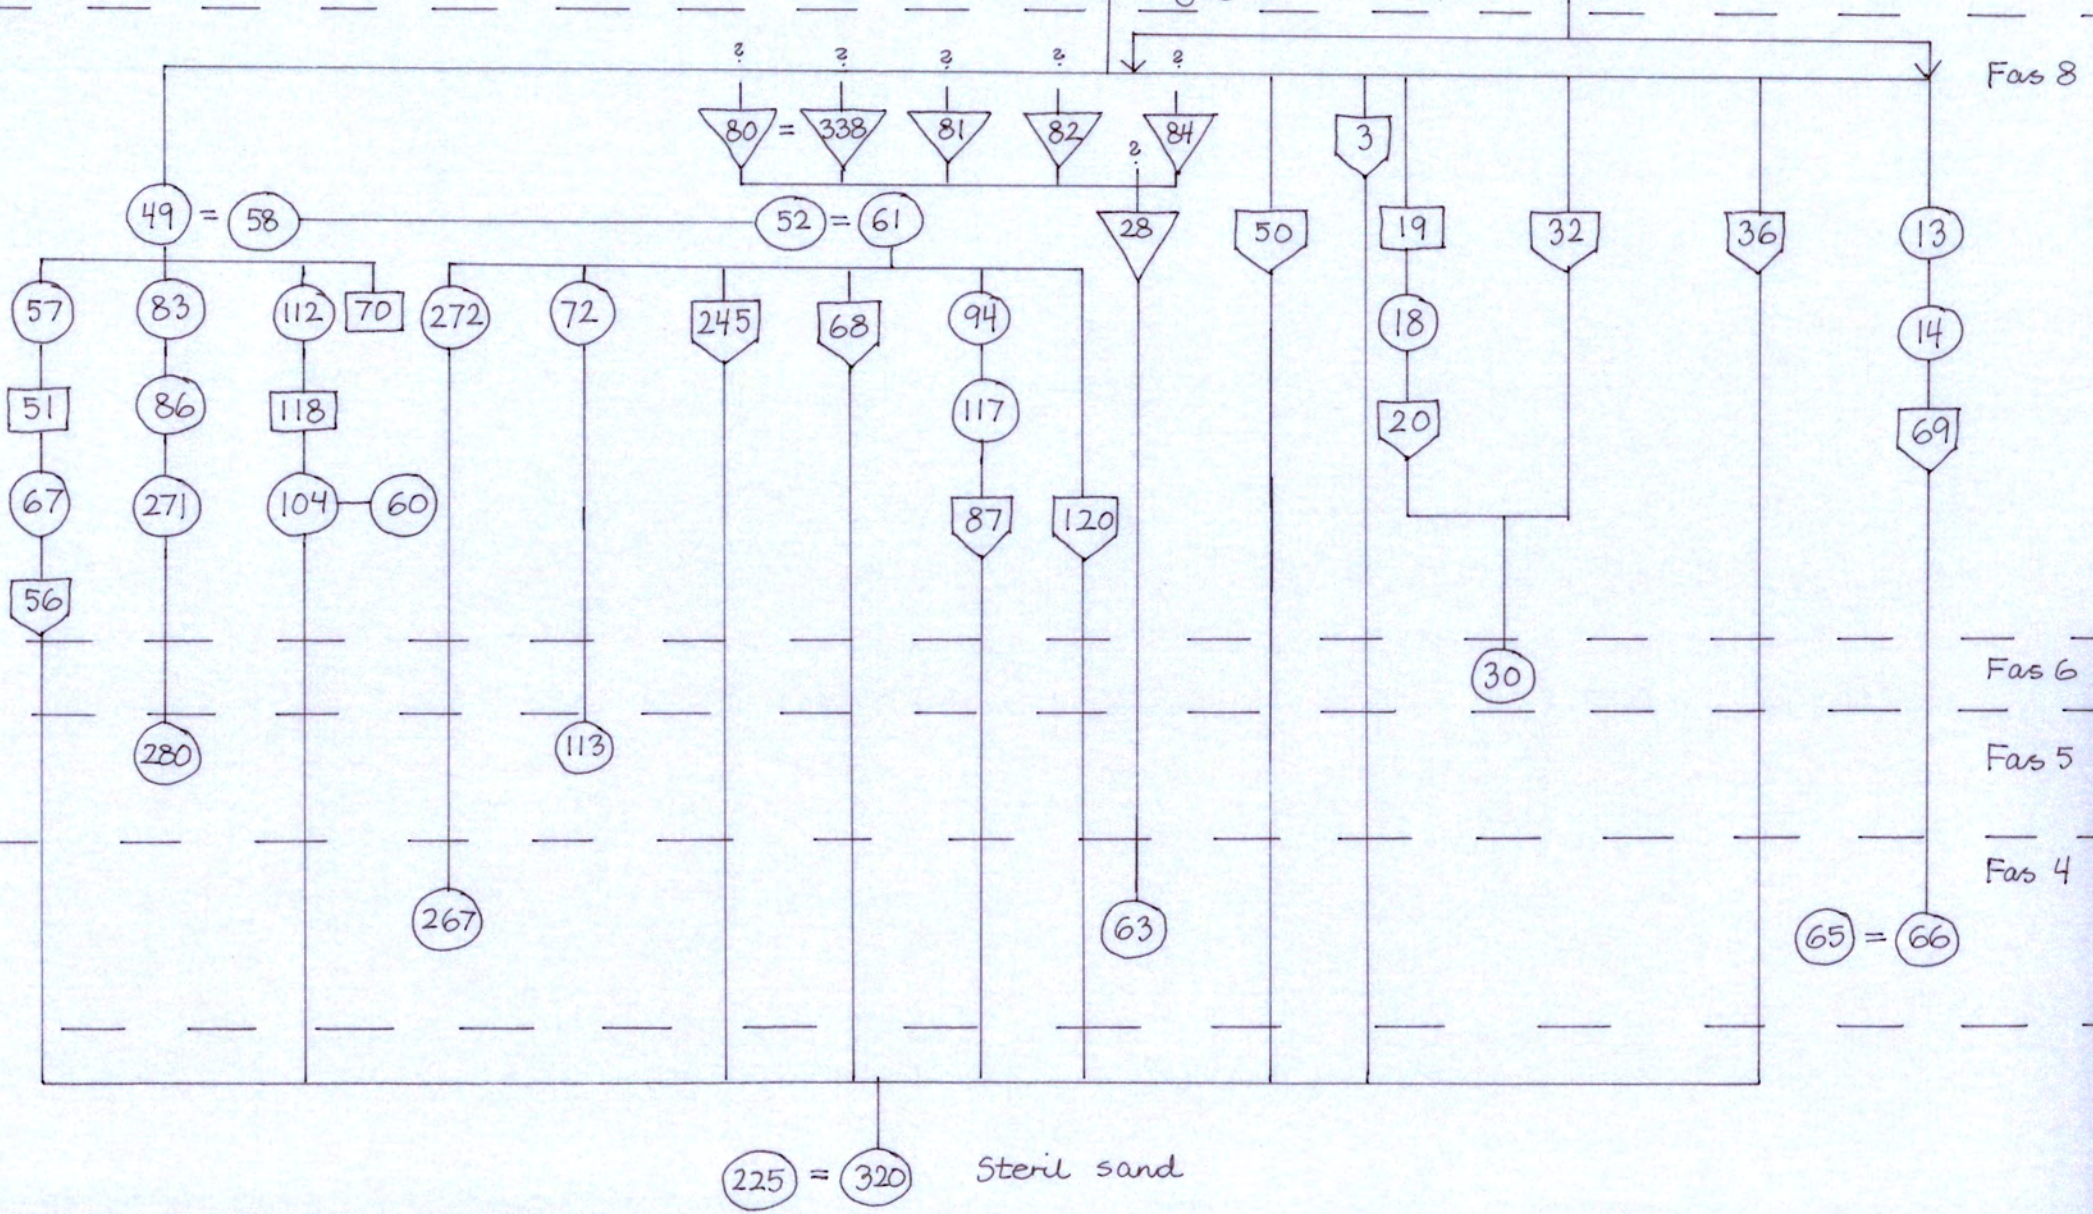 ? ? ? ? ?
Fas 8
80 = 338 81 82 84 3
?
49 = 58 52 = 61 28 50 19 32 36 13
57 83 112 70 272 72 245 68 94 18 14
51 86 118 117 20 69
67 271 104 60 87 120
56
30 Fas 6
280 113 Fas 5
Fas 4
267 63 65 = 66
225 = 320 Steril sand